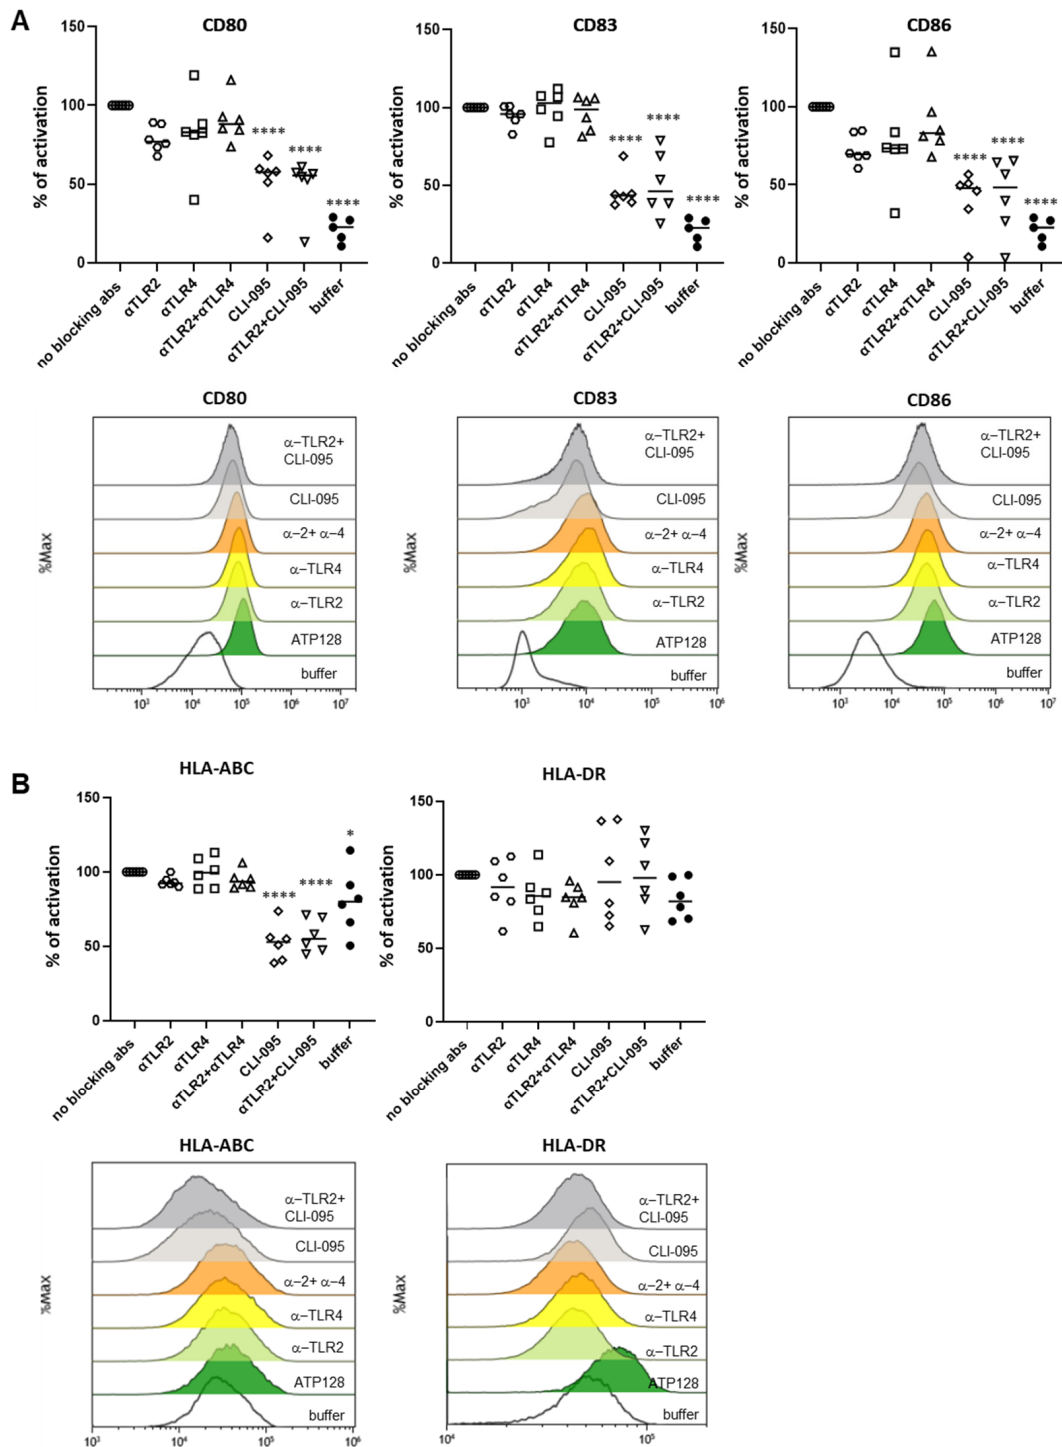 A
CD80
% of activation
150
100
50
0
****
****
****
no blocking abs
αTLR2
αTLR4
αTLR2+αTLR4
CLI-095
αTLR2+CLI-095
buffer
CD83
% of activation
150
100
50
0
****
****
****
no blocking abs
αTLR2
αTLR4
αTLR2+αTLR4
CLI-095
αTLR2+CLI-095
buffer
CD86
% of activation
150
100
50
0
****
****
****
no blocking abs
αTLR2
αTLR4
αTLR2+αTLR4
CLI-095
αTLR2+CLI-095
buffer
CD80
%Max
α–TLR2+
CLI-095
CLI-095
α–2+ α–4
α–TLR4
α–TLR2
ATP128
buffer
10³ 10⁴ 10⁵ 10⁶ 10⁷
CD83
%Max
α–TLR2+
CLI-095
CLI-095
α–2+ α–4
α–TLR4
α–TLR2
ATP128
buffer
10³ 10⁴ 10⁵ 10⁶
CD86
%Max
α–TLR2+
CLI-095
CLI-095
α–2+ α–4
α–TLR4
α–TLR2
ATP128
buffer
10³ 10⁴ 10⁵ 10⁶ 10⁷
B
HLA-ABC
% of activation
150
100
50
0
****
****
*
no blocking abs
αTLR2
αTLR4
αTLR2+αTLR4
CLI-095
αTLR2+CLI-095
buffer
HLA-DR
% of activation
150
100
50
0
no blocking abs
αTLR2
αTLR4
αTLR2+αTLR4
CLI-095
αTLR2+CLI-095
buffer
HLA-ABC
%Max
α–TLR2+
CLI-095
CLI-095
α–2+ α–4
α–TLR4
α–TLR2
ATP128
buffer
10³ 10⁴ 10⁵ 10⁶
HLA-DR
%Max
α–TLR2+
CLI-095
CLI-095
α–2+ α–4
α–TLR4
α–TLR2
ATP128
buffer
10⁴ 10⁵